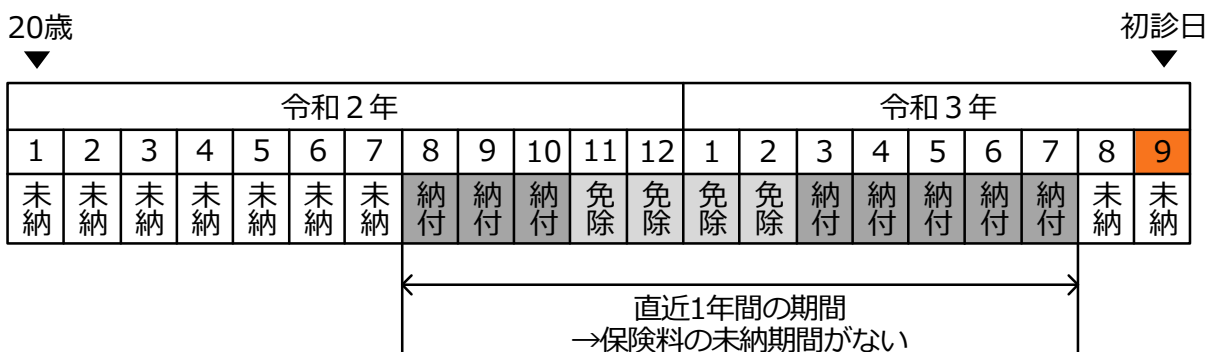 20歳 初診日
▼ ▼
令和2年 令和3年
1 2 3 4 5 6 7 8 9 10 11 12 1 2 3 4 5 6 7 8 9
未納 未納 未納 未納 未納 未納 未納 納付 納付 納付 免除 免除 免除 免除 納付 納付 納付 納付 納付 未納 未納
直近1年間の期間
→保険料の未納期間がない